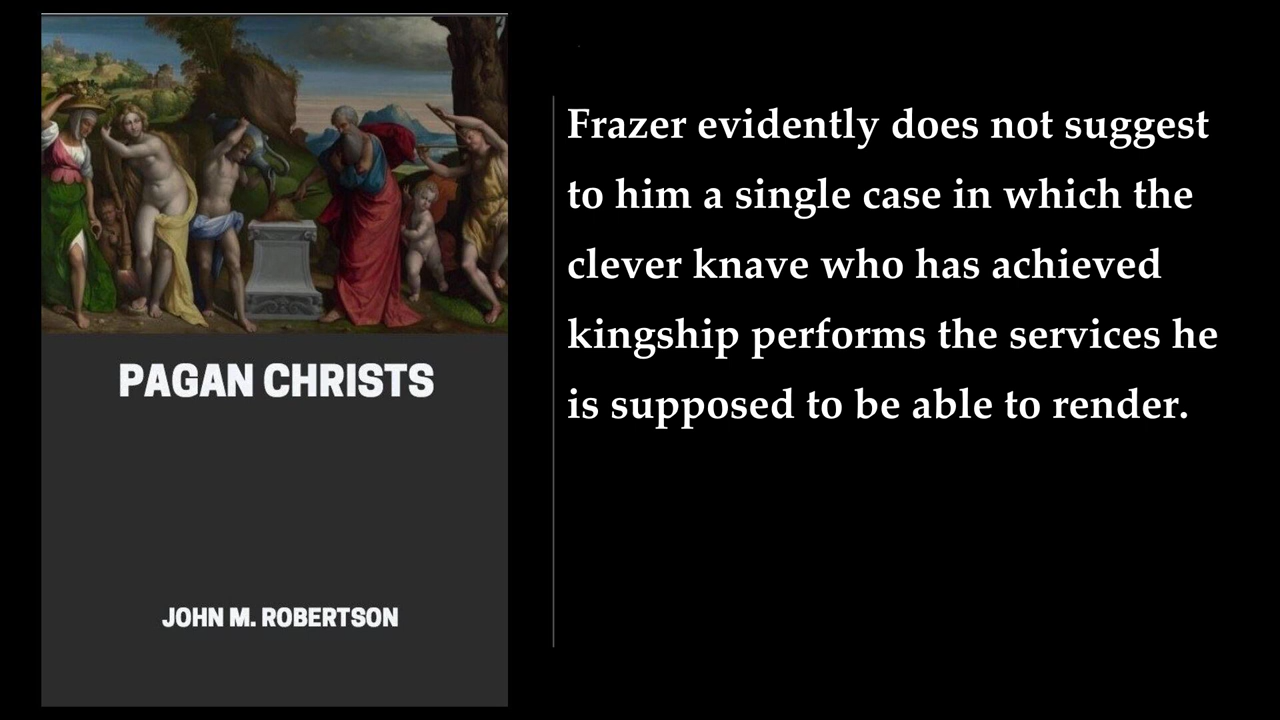 PAGAN CHRISTS
JOHN M. ROBERTSON
Frazer evidently does not suggest
to him a single case in which the
clever knave who has achieved
kingship performs the services he
is supposed to be able to render.